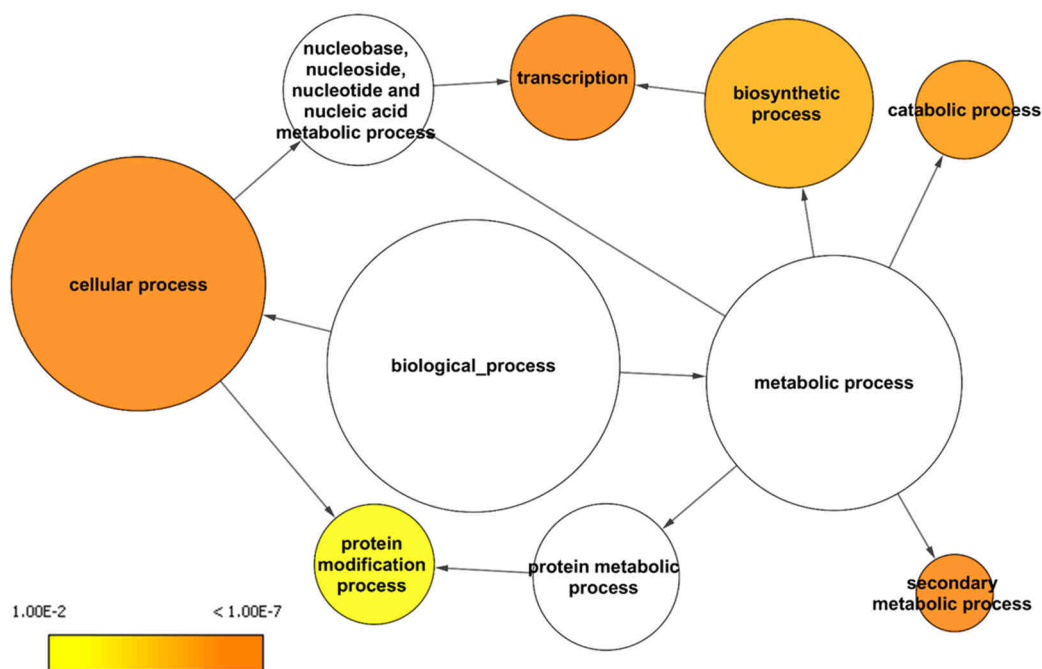 nucleobase,
nucleoside,
nucleotide and
nucleic acid
metabolic process
transcription
biosynthetic
process
catabolic process
cellular process
biological_process
metabolic process
protein
modification
process
protein metabolic
process
secondary
metabolic process
1.00E-2
< 1.00E-7